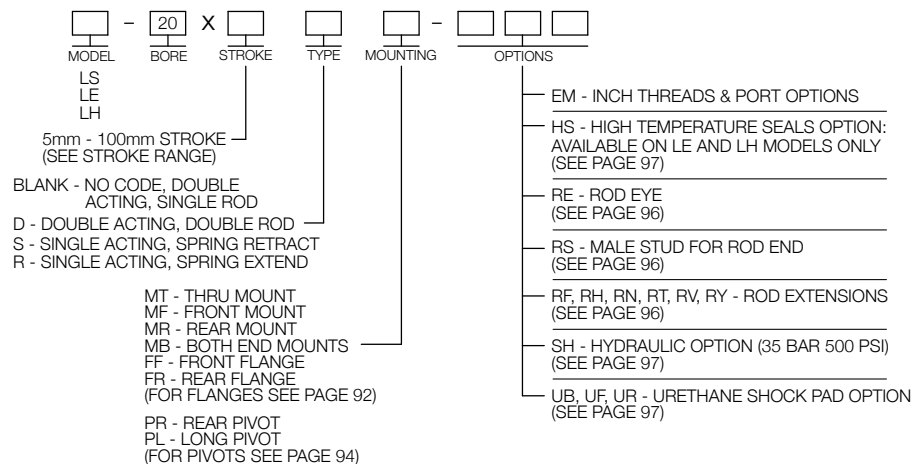 - 20 X -
MODEL BORE STROKE TYPE MOUNTING OPTIONS
LS
LE
LH
5mm - 100mm STROKE
(SEE STROKE RANGE)
BLANK - NO CODE, DOUBLE
ACTING, SINGLE ROD
D - DOUBLE ACTING, DOUBLE ROD
S - SINGLE ACTING, SPRING RETRACT
R - SINGLE ACTING, SPRING EXTEND
MT - THRU MOUNT
MF - FRONT MOUNT
MR - REAR MOUNT
MB - BOTH END MOUNTS
FF - FRONT FLANGE
FR - REAR FLANGE
(FOR FLANGES SEE PAGE 92)
PR - REAR PIVOT
PL - LONG PIVOT
(FOR PIVOTS SEE PAGE 94)
EM - INCH THREADS & PORT OPTIONS
HS - HIGH TEMPERATURE SEALS OPTION:
AVAILABLE ON LE AND LH MODELS ONLY
(SEE PAGE 97)
RE - ROD EYE
(SEE PAGE 96)
RS - MALE STUD FOR ROD END
(SEE PAGE 96)
RF, RH, RN, RT, RV, RY - ROD EXTENSIONS
(SEE PAGE 96)
SH - HYDRAULIC OPTION (35 BAR 500 PSI)
(SEE PAGE 97)
UB, UF, UR - URETHANE SHOCK PAD OPTION
(SEE PAGE 97)